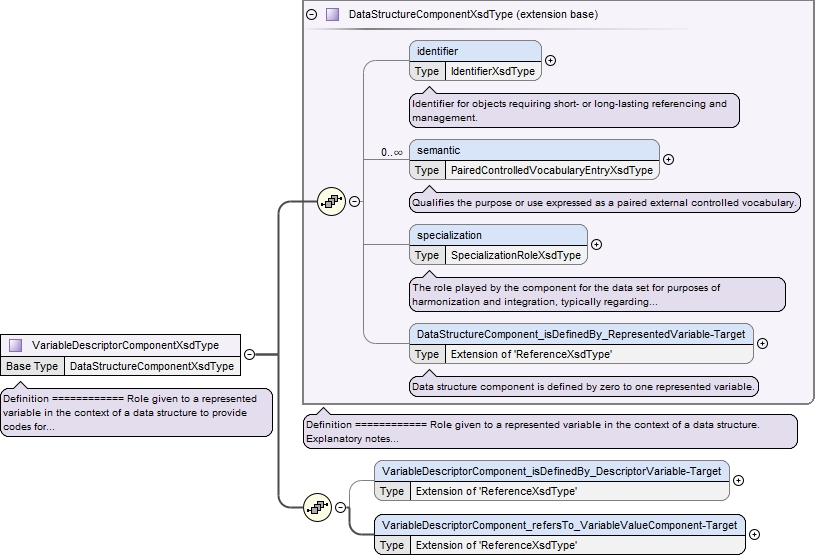 DataStructureComponentXsdType (extension base)
identifier
Type IdentifierXsdType
Identifier for objects requiring short- or long-lasting referencing and
management.
0..∞
semantic
Type PairedControlledVocabularyEntryXsdType
Qualifies the purpose or use expressed as a paired external controlled vocabulary.
specialization
Type SpecializationRoleXsdType
The role played by the component for the data set for purposes of
harmonization and integration, typically regarding...
DataStructureComponent_isDefinedBy_RepresentedVariable-Target
Type Extension of 'ReferenceXsdType'
Data structure component is defined by zero to one represented variable.
VariableDescriptorComponentXsdType
Base Type DataStructureComponentXsdType
Definition ============ Role given to a represented
variable in the context of a data structure to provide
codes for...
Definition ============ Role given to a represented variable in the context of a data structure.
Explanatory notes...
VariableDescriptorComponent_isDefinedBy_DescriptorVariable-Target
Type Extension of 'ReferenceXsdType'
VariableDescriptorComponent_refersTo_VariableValueComponent-Target
Type Extension of 'ReferenceXsdType'